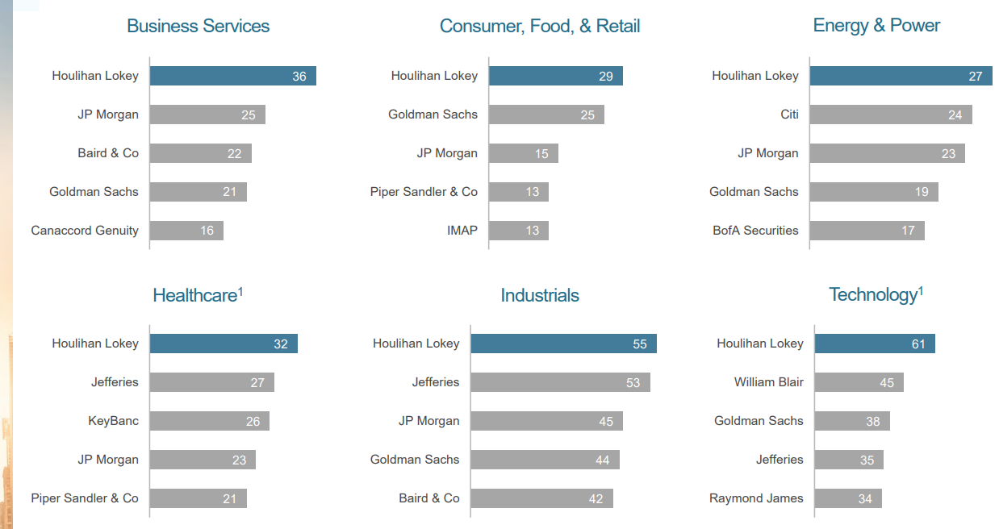 Business Services
Houlihan Lokey 36
JP Morgan 25
Baird & Co 22
Goldman Sachs 21
Canaccord Genuity 16
Consumer, Food, & Retail
Houlihan Lokey 29
Goldman Sachs 25
JP Morgan 15
Piper Sandler & Co 13
IMAP 13
Energy & Power
Houlihan Lokey 27
Citi 24
JP Morgan 23
Goldman Sachs 19
BofA Securities 17
Healthcare¹
Houlihan Lokey 32
Jefferies 27
KeyBanc 26
JP Morgan 23
Piper Sandler & Co 21
Industrials
Houlihan Lokey 55
Jefferies 53
JP Morgan 45
Goldman Sachs 44
Baird & Co 42
Technology¹
Houlihan Lokey 61
William Blair 45
Goldman Sachs 38
Jefferies 35
Raymond James 34